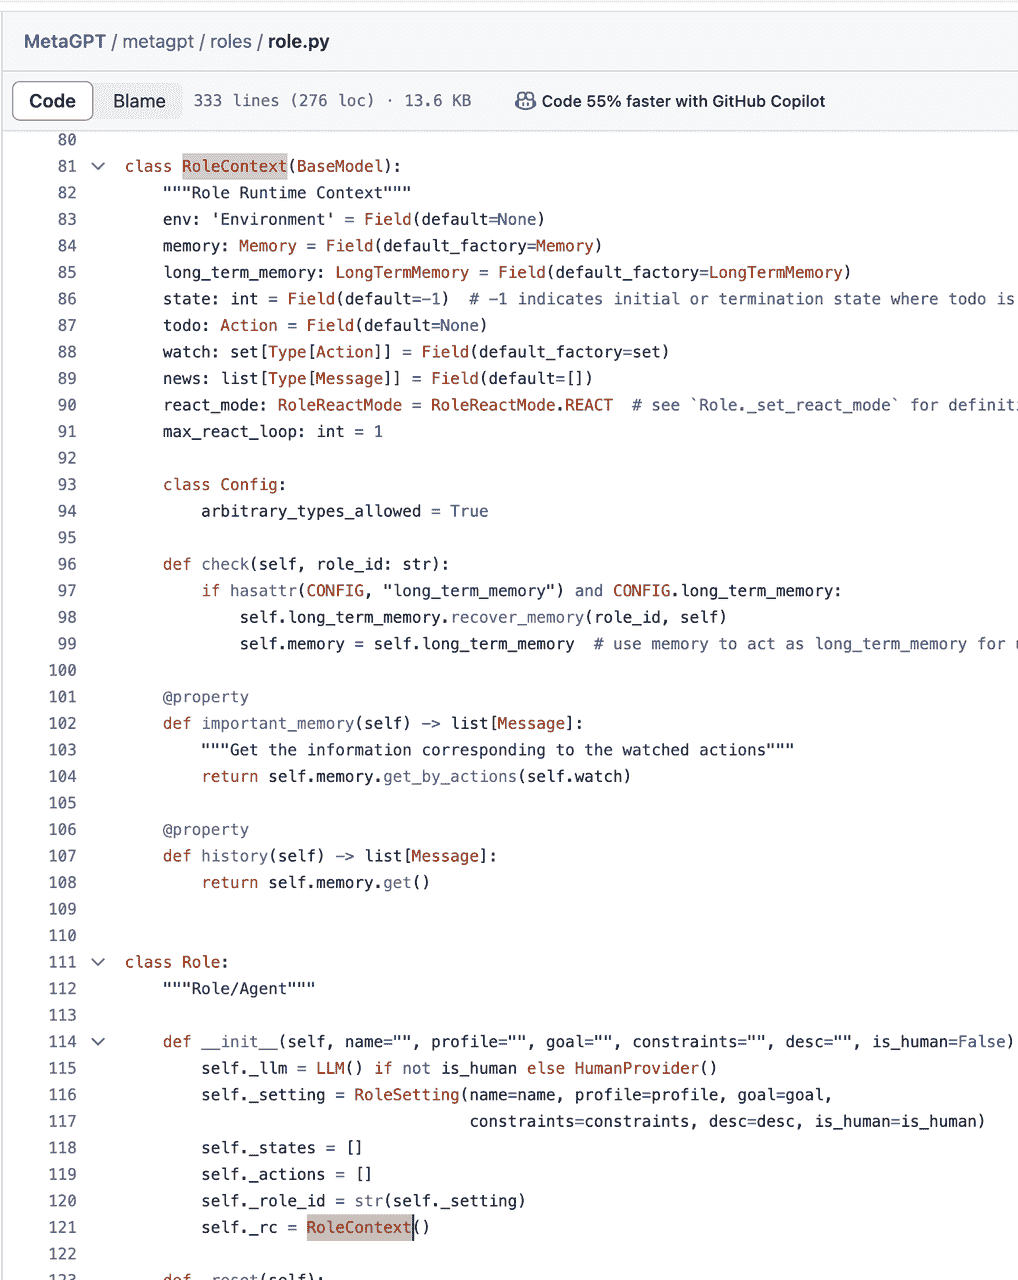 MetaGPT / metagpt / roles / role.py
Code Blame 333 lines (276 loc) · 13.6 KB Code 55% faster with GitHub Copilot
80
81 class RoleContext(BaseModel):
82 """Role Runtime Context"""
83 env: 'Environment' = Field(default=None)
84 memory: Memory = Field(default_factory=Memory)
85 long_term_memory: LongTermMemory = Field(default_factory=LongTermMemory)
86 state: int = Field(default=-1) # -1 indicates initial or termination state where todo is
87 todo: Action = Field(default=None)
88 watch: set[Type[Action]] = Field(default_factory=set)
89 news: list[Type[Message]] = Field(default=[])
90 react_mode: RoleReactMode = RoleReactMode.REACT # see `Role._set_react_mode` for definiti
91 max_react_loop: int = 1
92
93 class Config:
94 arbitrary_types_allowed = True
95
96 def check(self, role_id: str):
97 if hasattr(CONFIG, "long_term_memory") and CONFIG.long_term_memory:
98 self.long_term_memory.recover_memory(role_id, self)
99 self.memory = self.long_term_memory # use memory to act as long_term_memory for
100
101 @property
102 def important_memory(self) -> list[Message]:
103 """Get the information corresponding to the watched actions"""
104 return self.memory.get_by_actions(self.watch)
105
106 @property
107 def history(self) -> list[Message]:
108 return self.memory.get()
109
110
111 class Role:
112 """Role/Agent"""
113
114 def __init__(self, name="", profile="", goal="", constraints="", desc="", is_human=False)
115 self._llm = LLM() if not is_human else HumanProvider()
116 self._setting = RoleSetting(name=name, profile=profile, goal=goal,
117 constraints=constraints, desc=desc, is_human=is_human)
118 self._states = []
119 self._actions = []
120 self._role_id = str(self._setting)
121 self._rc = RoleContext()
122
123 def _reset(self):